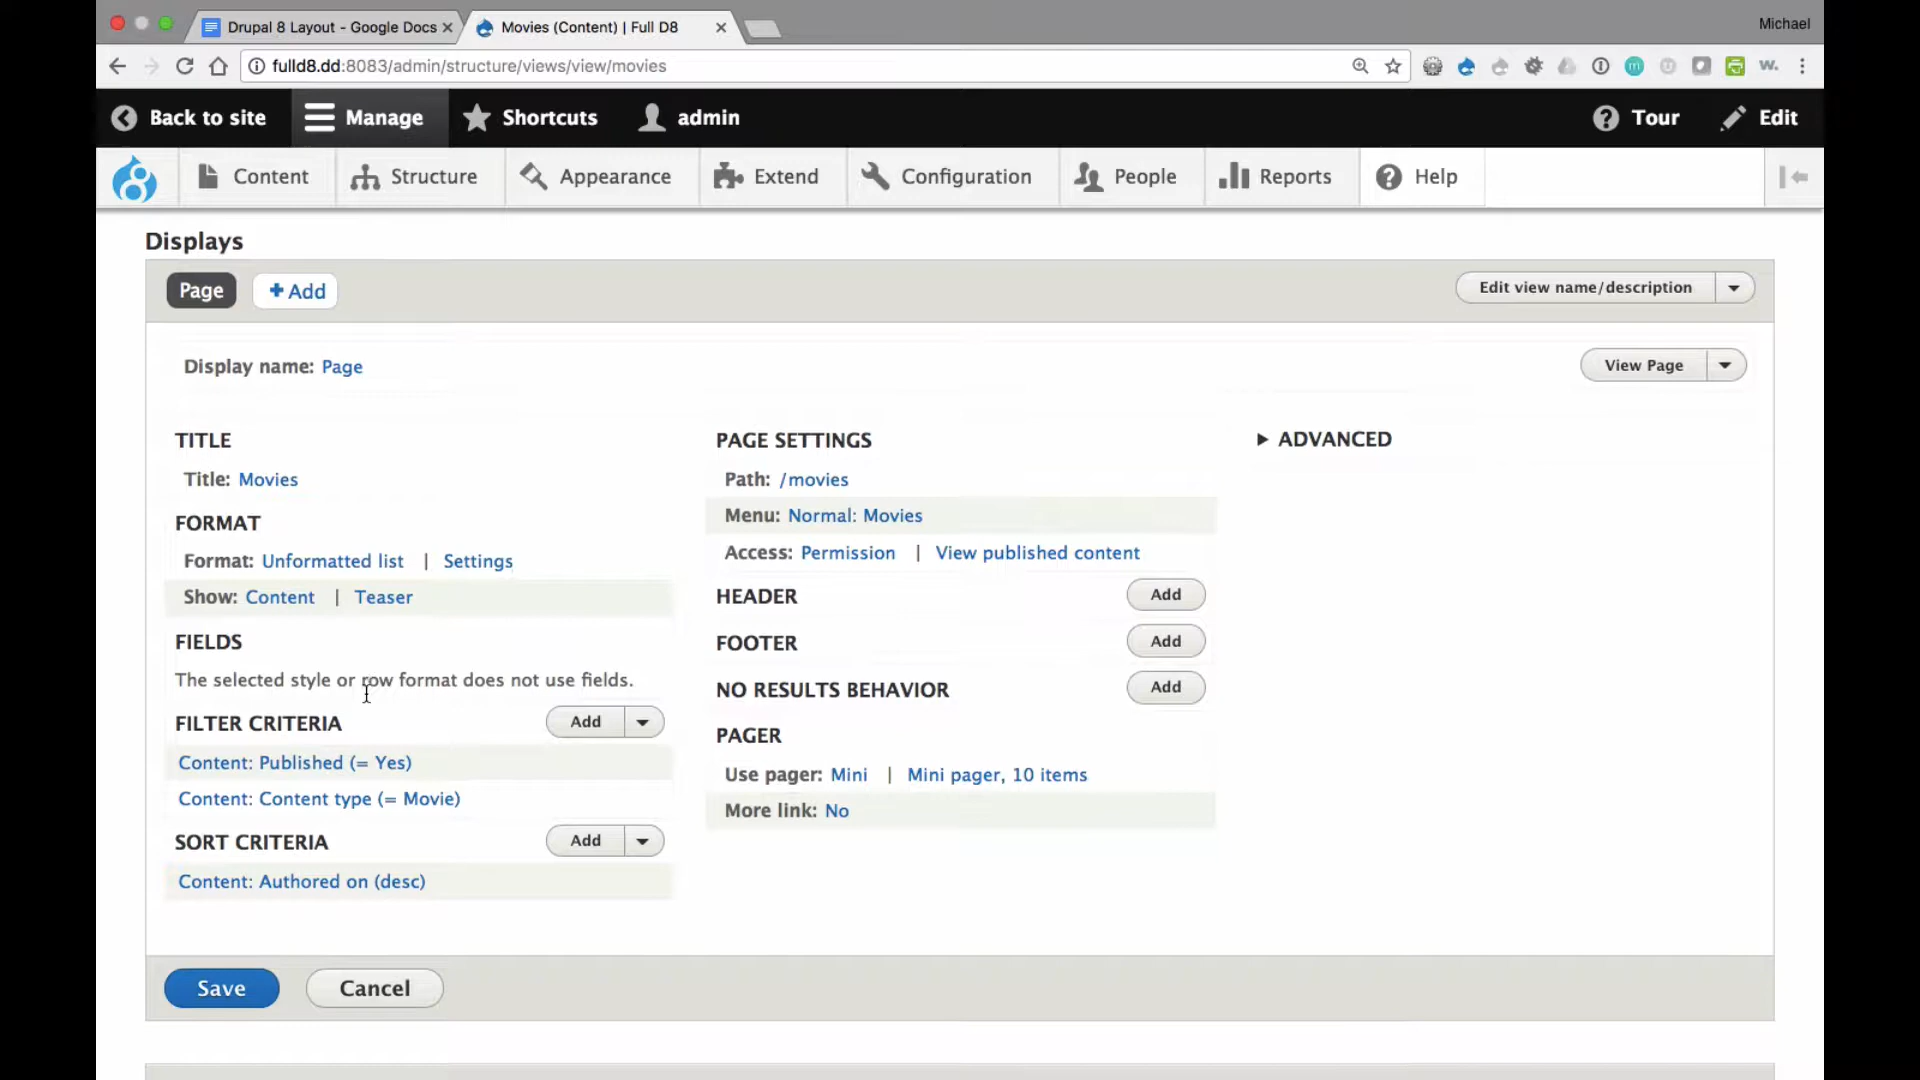 Drupal 8 Layout - Google Docs
Movies (Content) | Full D8
Michael
fulld8.dd:8083/admin/structure/views/view/movies
w.
Back to site
Manage
Shortcuts
admin
Tour
Edit
Content
Structure
Appearance
Extend
Configuration
People
Reports
Help
Displays
Page
+ Add
Edit view name/description
Display name: Page
View Page
TITLE
Title: Movies
FORMAT
Format: Unformatted list | Settings
Show: Content | Teaser
FIELDS
The selected style or row format does not use fields.
FILTER CRITERIA
Add
Content: Published (= Yes)
Content: Content type (= Movie)
SORT CRITERIA
Add
Content: Authored on (desc)
PAGE SETTINGS
Path: /movies
Menu: Normal: Movies
Access: Permission | View published content
HEADER
Add
FOOTER
Add
NO RESULTS BEHAVIOR
Add
PAGER
Use pager: Mini | Mini pager, 10 items
More link: No
ADVANCED
Save
Cancel